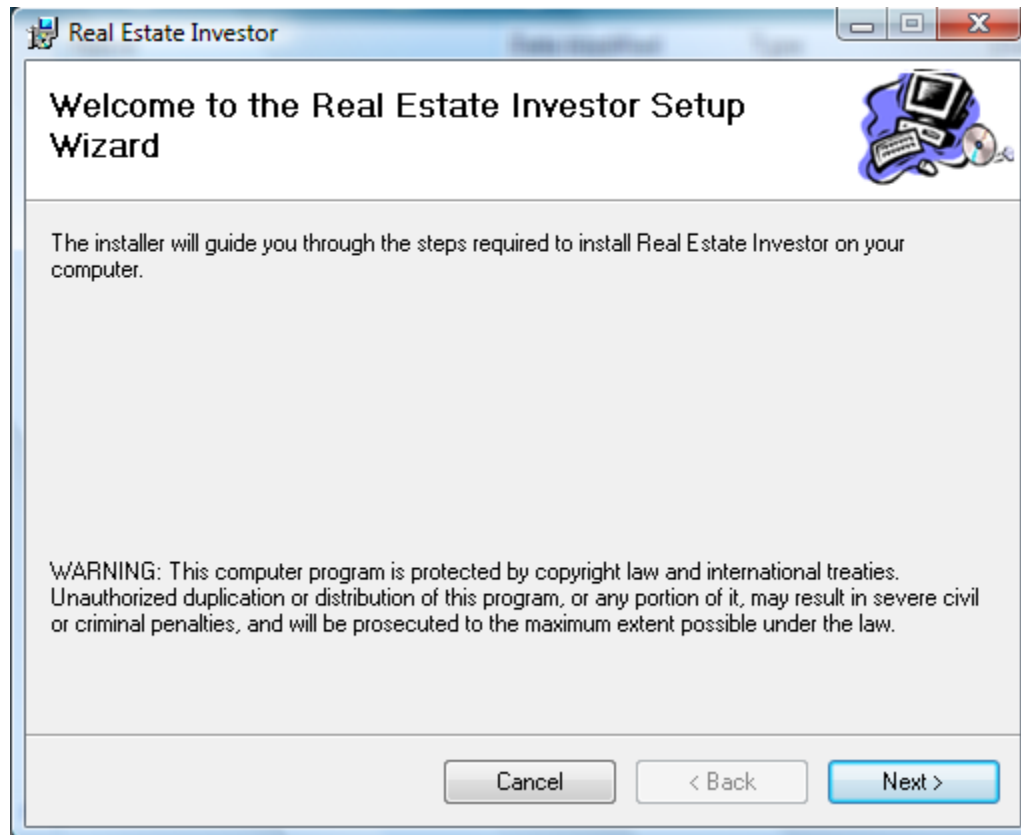 Real Estate Investor
Welcome to the Real Estate Investor Setup
Wizard
The installer will guide you through the steps required to install Real Estate Investor on your
computer.
WARNING: This computer program is protected by copyright law and international treaties.
Unauthorized duplication or distribution of this program, or any portion of it, may result in severe civil
or criminal penalties, and will be prosecuted to the maximum extent possible under the law.
Cancel
< Back
Next >